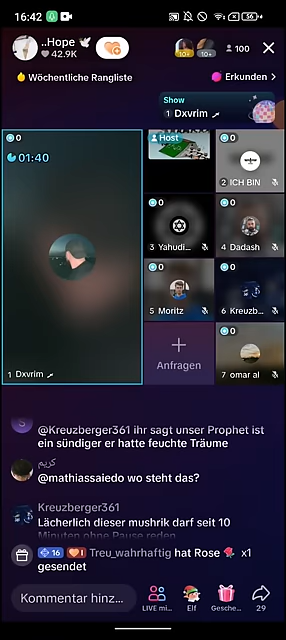 16:42
56
..Hope 🕊
42.9K
10+
10+
100
Wöchentliche Rangliste
Erkunden
Show
1 Dxvrim
0
01:40
Host
0
2 ICH BIN
0
3 Yahudi...
0
4 Dadash
0
5 Moritz
0
6 Kreuzb...
Anfragen
0
7 omar al
1 Dxvrim
@Kreuzberger361 ihr sagt unser Prophet ist
ein sündiger er hatte feuchte Träume
كريم
@mathiassaiedo wo steht das?
Kreuzberger361
Lächerlich dieser mushrik darf seit 10
Minuten ohne Pause reden
16 1 Treu_wahrhaftig hat Rose 🌹 x1
gesendet
Kommentar hinz...
LIVE mi...
Elf
Gesche...
29